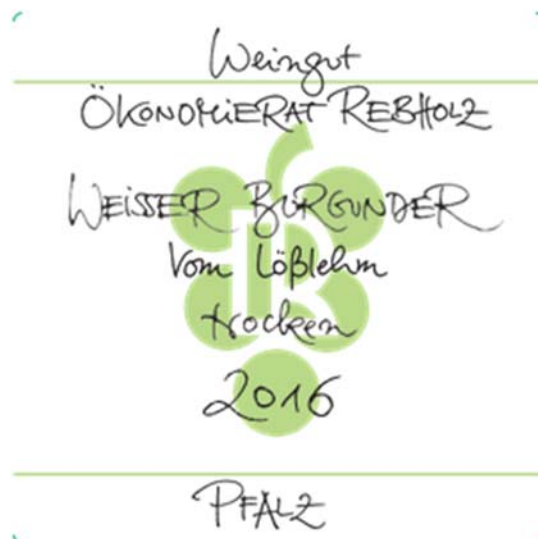 Weingut
ÖKONOMiERAT REBHOLZ
WEiSSER BURGUNDER
Vom Lößlehm
trocken
2016
PFALZ